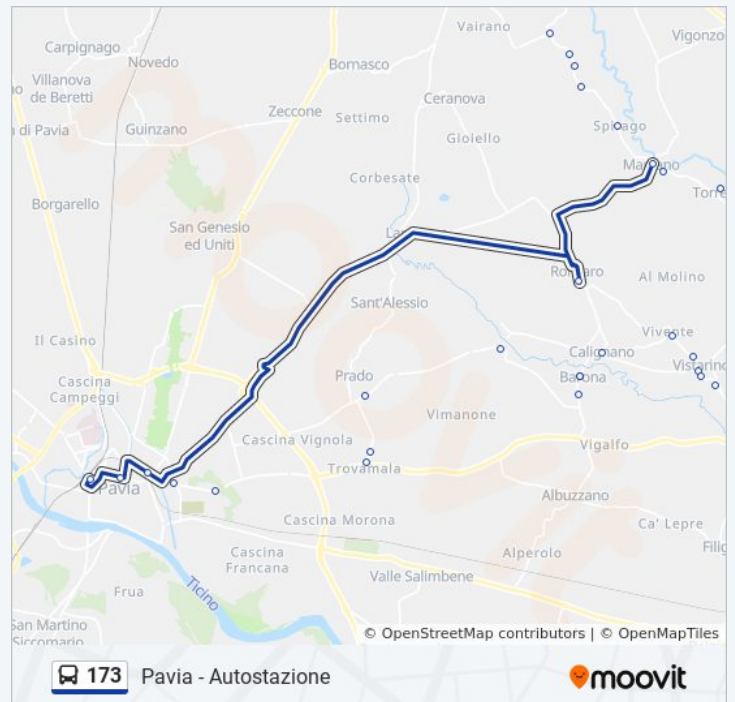 Vairano
Vigonzo
Carpignago
Novedo
Bornasco
Villanova
de Beretti
Ceranova
Zeccone
Settimo
a di Pavia
Guinzano
Gioiello
Spirago
Corbesate
Torre
Borgarello
San Genesio
ed Uniti
Al Molino
Sant'Alessio
Vivente
Il Casino
Calignano
Vistarino
Prado
Barona
Cascina
Campeggi
Vimanone
Cascina Vignola
Vigalfo
Trovamala
Pavia
Albuzzano
Cascina Morona
Ca' Lepre
Cascina
Francana
Alperolo
Filig
Valle Salimbene
Frua
Ticino
San Martino
Siccomario
© OpenStreetMap contributors | © OpenMapTiles
173 Pavia - Autostazione
moovit